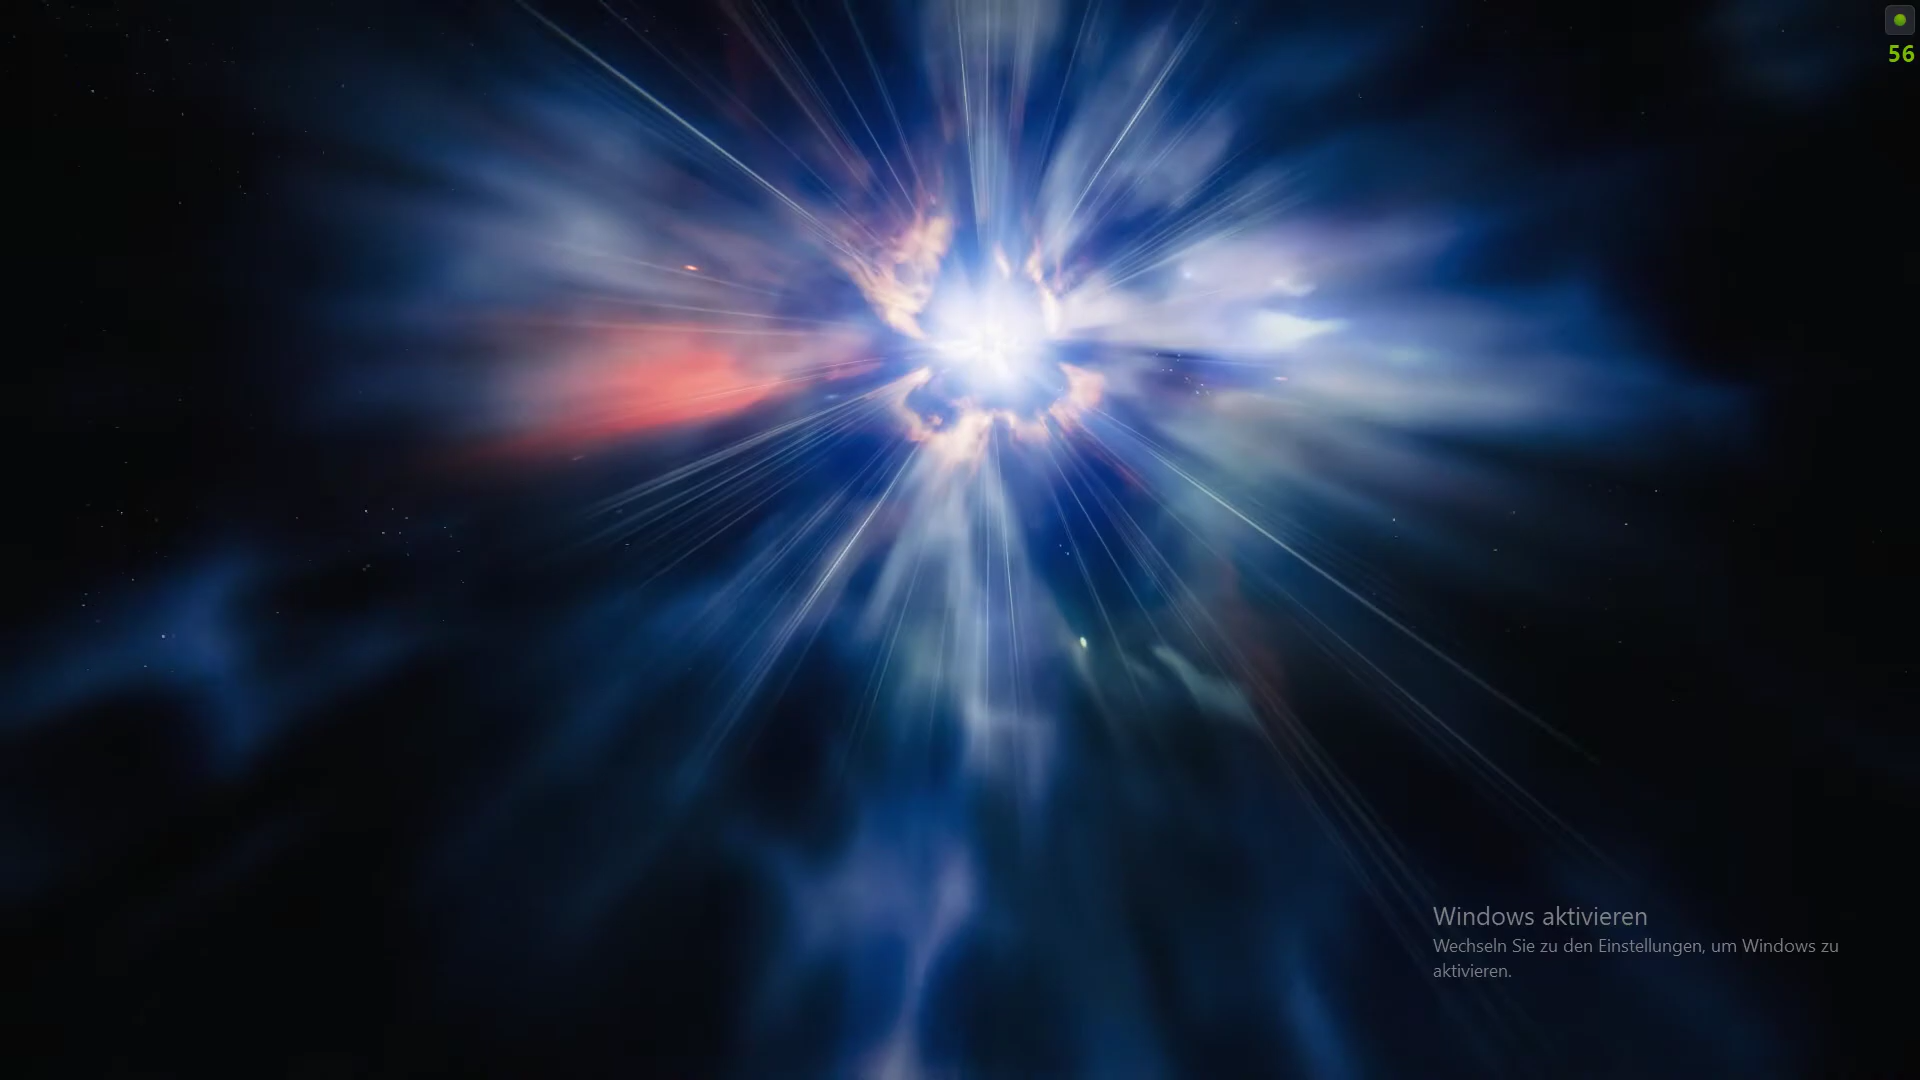 56
Windows aktivieren
Wechseln Sie zu den Einstellungen, um Windows zu
aktivieren.